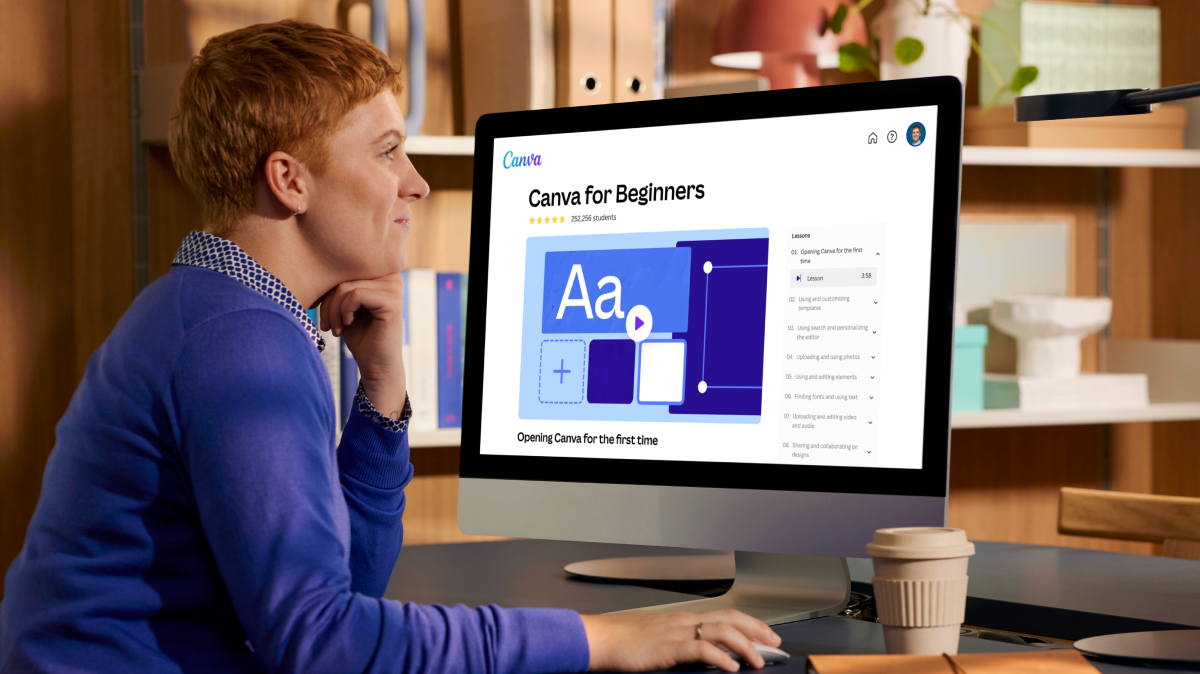 Canva
Canva for Beginners
252,256 students
Aa
Opening Canva for the first time
Lessons
01. Opening Canva for the first
time
Lesson 3:58
02. Using and customizing
templates
03. Using search and personalizing
the editor
04. Uploading and using photos
05. Using and editing elements
06. Finding fonts and using text
07. Uploading and editing video
and audio
08. Sharing and collaborating on
designs